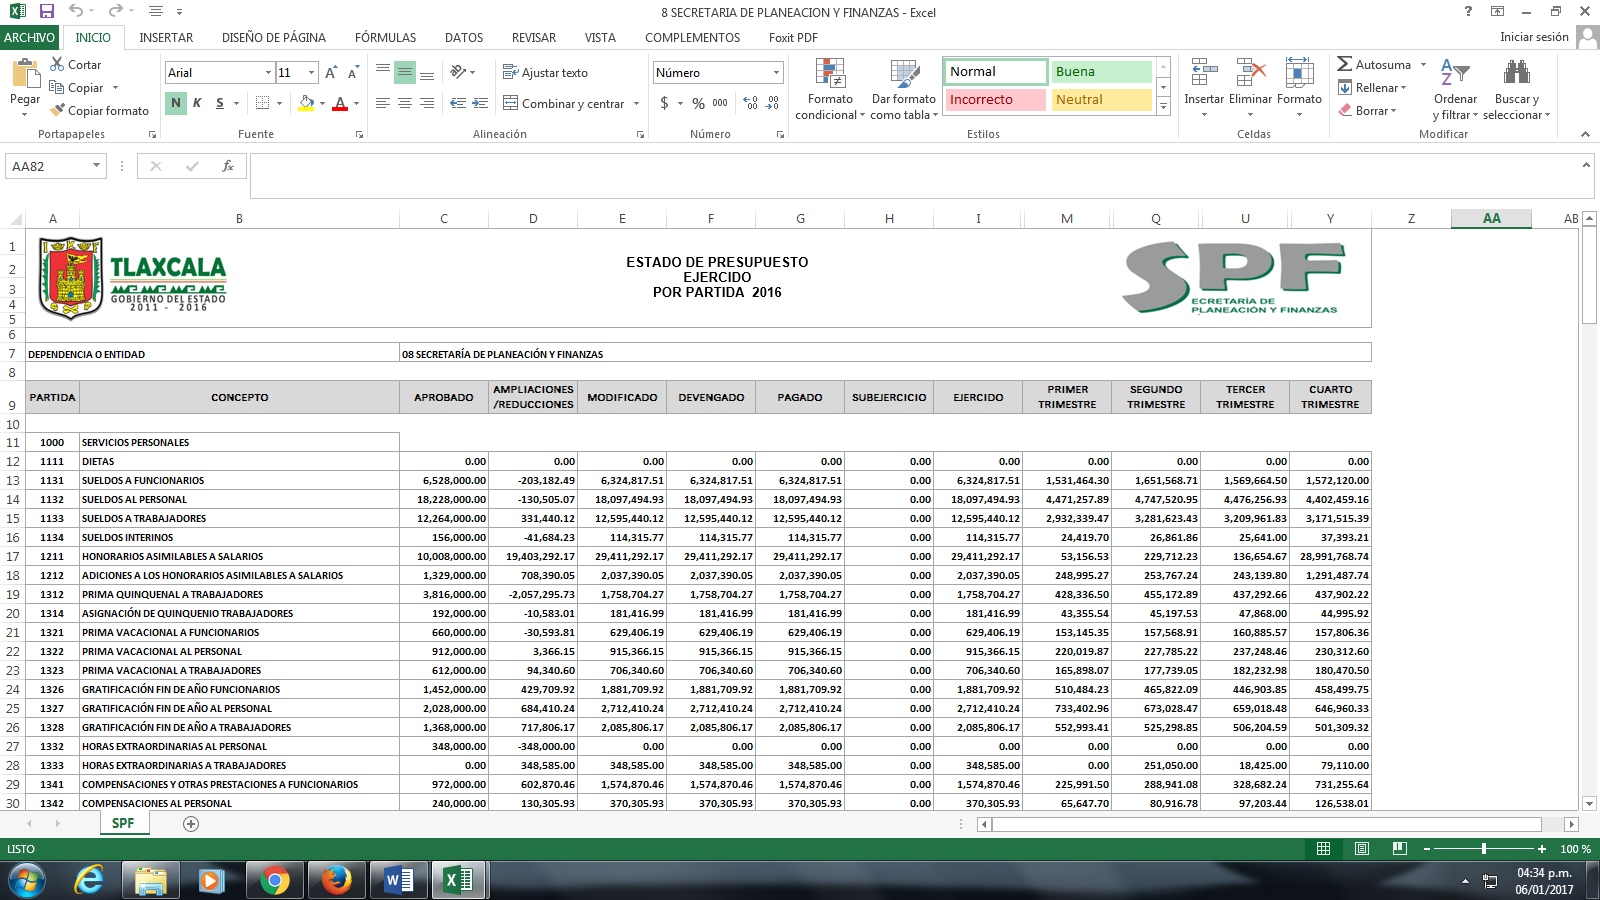 8 SECRETARIA DE PLANEACION Y FINANZAS - Excel
ARCHIVO INICIO INSERTAR DISEÑO DE PÁGINA FÓRMULAS DATOS REVISAR VISTA COMPLEMENTOS Foxit PDF Iniciar sesión
Pegar Cortar Copiar Copiar formato Portapapeles
Arial 11 N K S Fuente
Ajustar texto Combinar y centrar Alineación
Número $ % 000 Número
Formato condicional Dar formato como tabla Normal Buena Incorrecto Neutral Estilos
Insertar Eliminar Formato Celdas
Autosuma Rellenar Borrar Ordenar y filtrar Buscar y seleccionar Modificar
AA82 fx
A B C D E F G H I M Q U Y Z AA AB
1
2
3
4
5
TLAXCALA
GOBIERNO DEL ESTADO
2011 - 2016
ESTADO DE PRESUPUESTO
EJERCIDO
POR PARTIDA 2016
SPF
ECRETARÍA DE
PLANEACIÓN Y FINANZAS
6
7 DEPENDENCIA O ENTIDAD 08 SECRETARÍA DE PLANEACIÓN Y FINANZAS
8
9 PARTIDA CONCEPTO APROBADO AMPLIACIONES /REDUCCIONES MODIFICADO DEVENGADO PAGADO SUBEJERCICIO EJERCIDO PRIMER TRIMESTRE SEGUNDO TRIMESTRE TERCER TRIMESTRE CUARTO TRIMESTRE
10
11 1000 SERVICIOS PERSONALES
12 1111 DIETAS 0.00 0.00 0.00 0.00 0.00 0.00 0.00 0.00 0.00 0.00 0.00
13 1131 SUELDOS A FUNCIONARIOS 6,528,000.00 -203,182.49 6,324,817.51 6,324,817.51 6,324,817.51 0.00 6,324,817.51 1,531,464.30 1,651,568.71 1,569,664.50 1,572,120.00
14 1132 SUELDOS AL PERSONAL 18,228,000.00 -130,505.07 18,097,494.93 18,097,494.93 18,097,494.93 0.00 18,097,494.93 4,471,257.89 4,747,520.95 4,476,256.93 4,402,459.16
15 1133 SUELDOS A TRABAJADORES 12,264,000.00 331,440.12 12,595,440.12 12,595,440.12 12,595,440.12 0.00 12,595,440.12 2,932,339.47 3,281,623.43 3,209,961.83 3,171,515.39
16 1134 SUELDOS INTERINOS 156,000.00 -41,684.23 114,315.77 114,315.77 114,315.77 0.00 114,315.77 24,419.70 26,861.86 25,641.00 37,393.21
17 1211 HONORARIOS ASIMILABLES A SALARIOS 10,008,000.00 19,403,292.17 29,411,292.17 29,411,292.17 29,411,292.17 0.00 29,411,292.17 53,156.53 229,712.23 136,654.67 28,991,768.74
18 1212 ADICIONES A LOS HONORARIOS ASIMILABLES A SALARIOS 1,329,000.00 708,390.05 2,037,390.05 2,037,390.05 2,037,390.05 0.00 2,037,390.05 248,995.27 253,767.24 243,139.80 1,291,487.74
19 1312 PRIMA QUINQUENAL A TRABAJADORES 3,816,000.00 -2,057,295.73 1,758,704.27 1,758,704.27 1,758,704.27 0.00 1,758,704.27 428,336.50 455,172.89 437,292.66 437,902.22
20 1314 ASIGNACIÓN DE QUINQUENIO TRABAJADORES 192,000.00 -10,583.01 181,416.99 181,416.99 181,416.99 0.00 181,416.99 43,355.54 45,197.53 47,868.00 44,995.92
21 1321 PRIMA VACACIONAL A FUNCIONARIOS 660,000.00 -30,593.81 629,406.19 629,406.19 629,406.19 0.00 629,406.19 153,145.35 157,568.91 160,885.57 157,806.36
22 1322 PRIMA VACACIONAL AL PERSONAL 912,000.00 3,366.15 915,366.15 915,366.15 915,366.15 0.00 915,366.15 220,019.87 227,785.22 237,248.46 230,312.60
23 1323 PRIMA VACACIONAL A TRABAJADORES 612,000.00 94,340.60 706,340.60 706,340.60 706,340.60 0.00 706,340.60 165,898.07 177,739.05 182,232.98 180,470.50
24 1326 GRATIFICACIÓN FIN DE AÑO FUNCIONARIOS 1,452,000.00 429,709.92 1,881,709.92 1,881,709.92 1,881,709.92 0.00 1,881,709.92 510,484.23 465,822.09 446,903.85 458,499.75
25 1327 GRATIFICACIÓN FIN DE AÑO AL PERSONAL 2,028,000.00 684,410.24 2,712,410.24 2,712,410.24 2,712,410.24 0.00 2,712,410.24 733,402.96 673,028.47 659,018.48 646,960.33
26 1328 GRATIFICACIÓN FIN DE AÑO A TRABAJADORES 1,368,000.00 717,806.17 2,085,806.17 2,085,806.17 2,085,806.17 0.00 2,085,806.17 552,993.41 525,298.85 506,204.59 501,309.32
27 1332 HORAS EXTRAORDINARIAS AL PERSONAL 348,000.00 -348,000.00 0.00 0.00 0.00 0.00 0.00 0.00 0.00 0.00 0.00
28 1333 HORAS EXTRAORDINARIAS A TRABAJADORES 0.00 348,585.00 348,585.00 348,585.00 348,585.00 0.00 348,585.00 0.00 251,050.00 18,425.00 79,110.00
29 1341 COMPENSACIONES Y OTRAS PRESTACIONES A FUNCIONARIOS 972,000.00 602,870.46 1,574,870.46 1,574,870.46 1,574,870.46 0.00 1,574,870.46 225,991.50 288,941.08 328,682.24 731,255.64
30 1342 COMPENSACIONES AL PERSONAL 240,000.00 130,305.93 370,305.93 370,305.93 370,305.93 0.00 370,305.93 65,647.70 80,916.78 97,203.44 126,538.01
SPF
LISTO 100 %
04:34 p.m.
06/01/2017